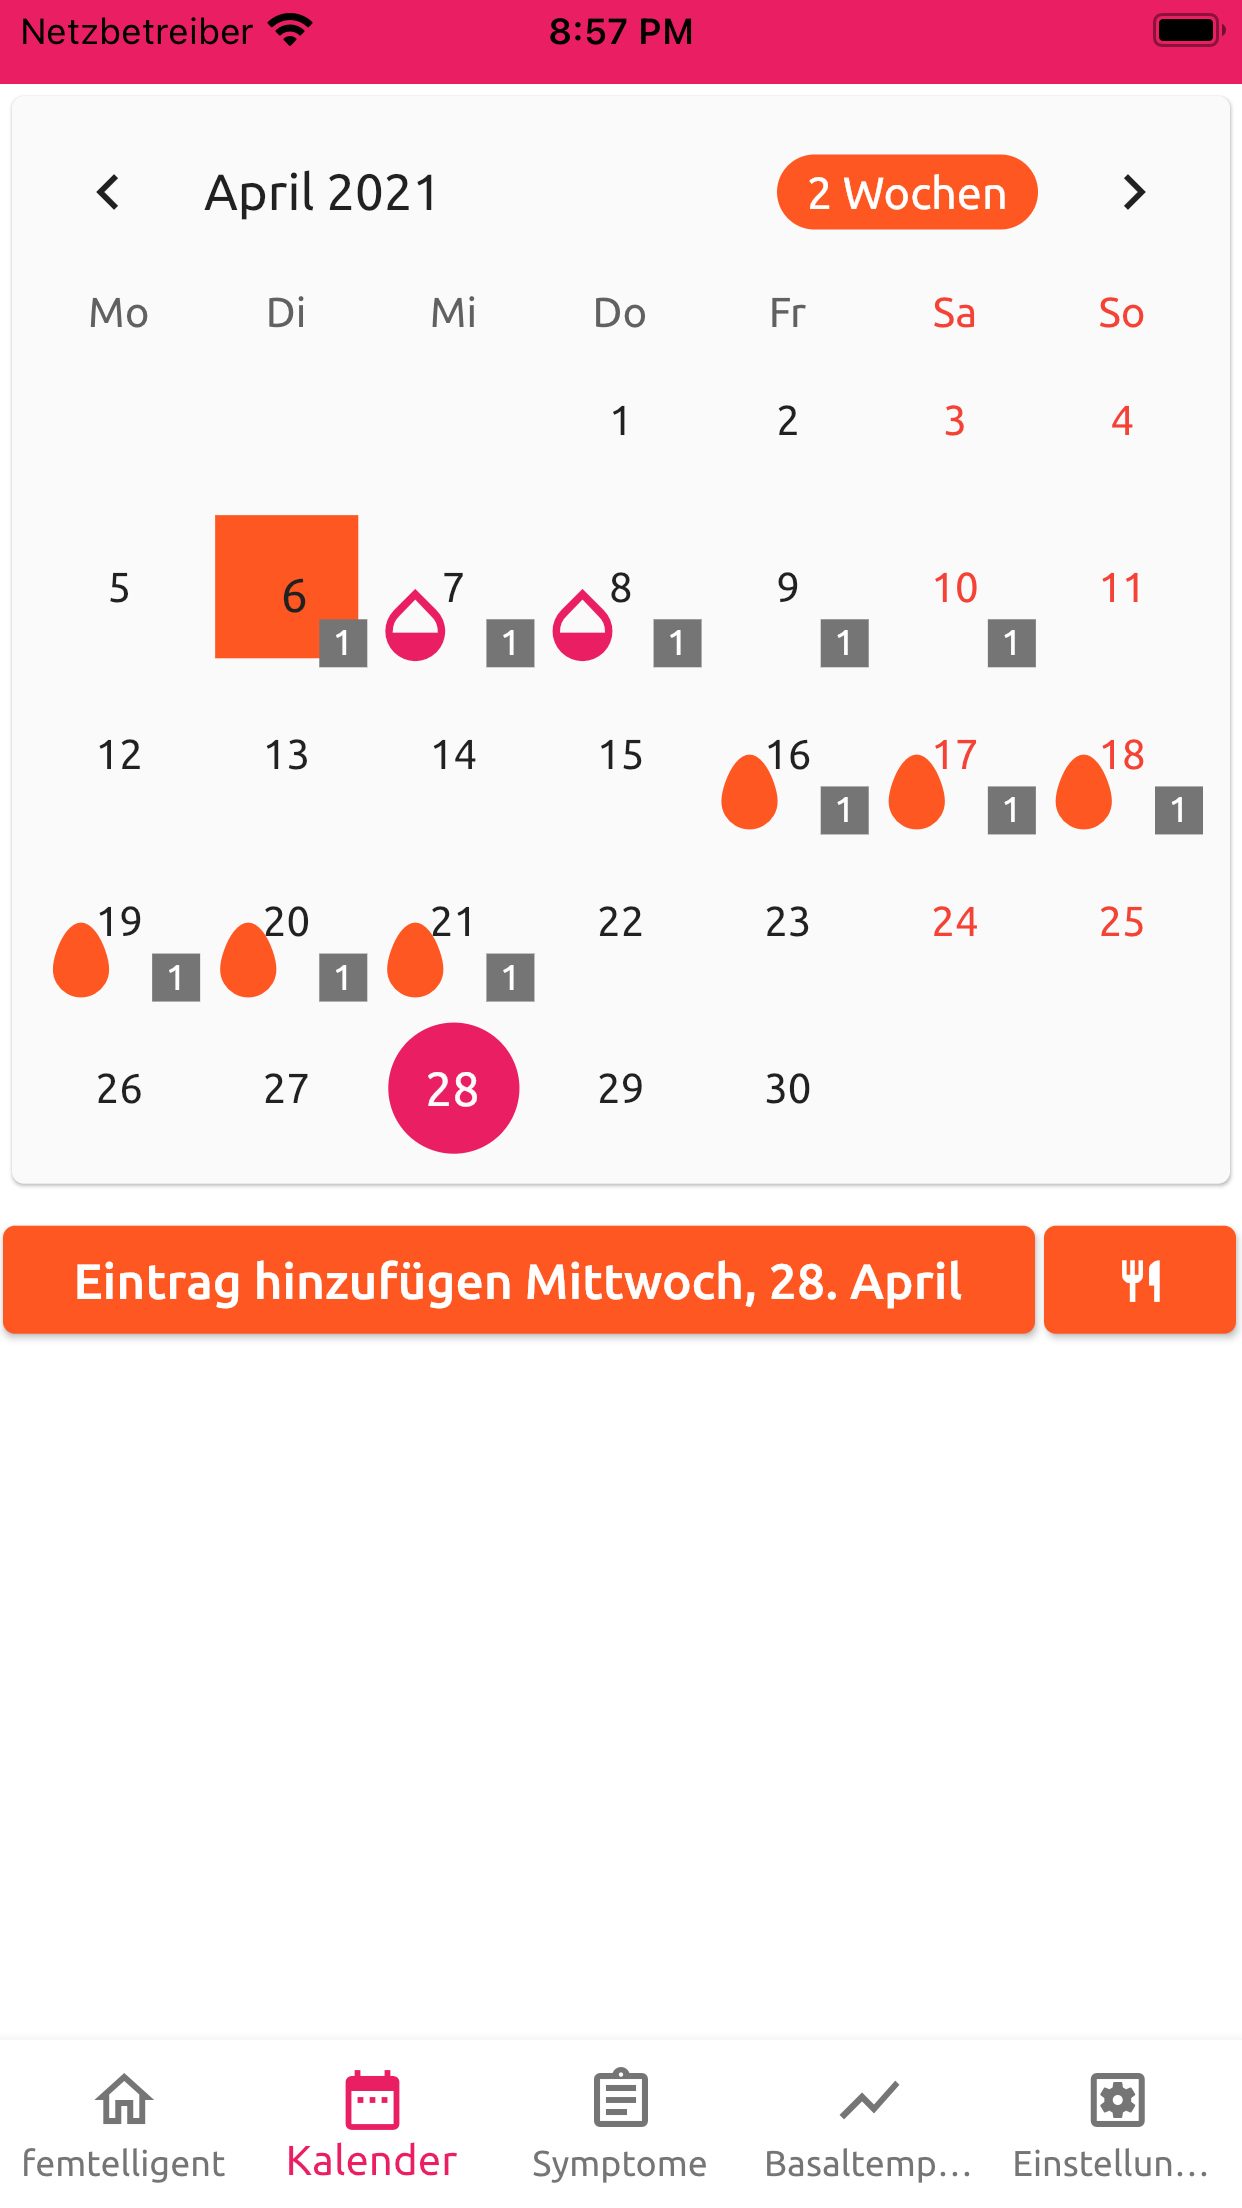 Netzbetreiber 8:57 PM
April 2021 2 Wochen
Mo Di Mi Do Fr Sa So
1 2 3 4
5 6 7 8 9 10 11
1 1 1 1 1
12 13 14 15 16 17 18
1 1 1
19 20 21 22 23 24 25
1 1 1
26 27 28 29 30
Eintrag hinzufügen Mittwoch, 28. April
femtelligent Kalender Symptome Basaltemp... Einstellun...